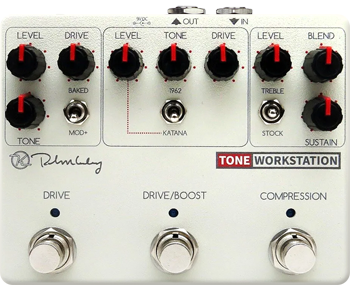 9VDC
OUT
IN
LEVEL DRIVE
LEVEL TONE DRIVE
LEVEL BLEND
BAKED
1962
TREBLE
MOD+
KATANA
STOCK
TONE
SUSTAIN
K.
TONE WORKSTATION
DRIVE
DRIVE/BOOST
COMPRESSION